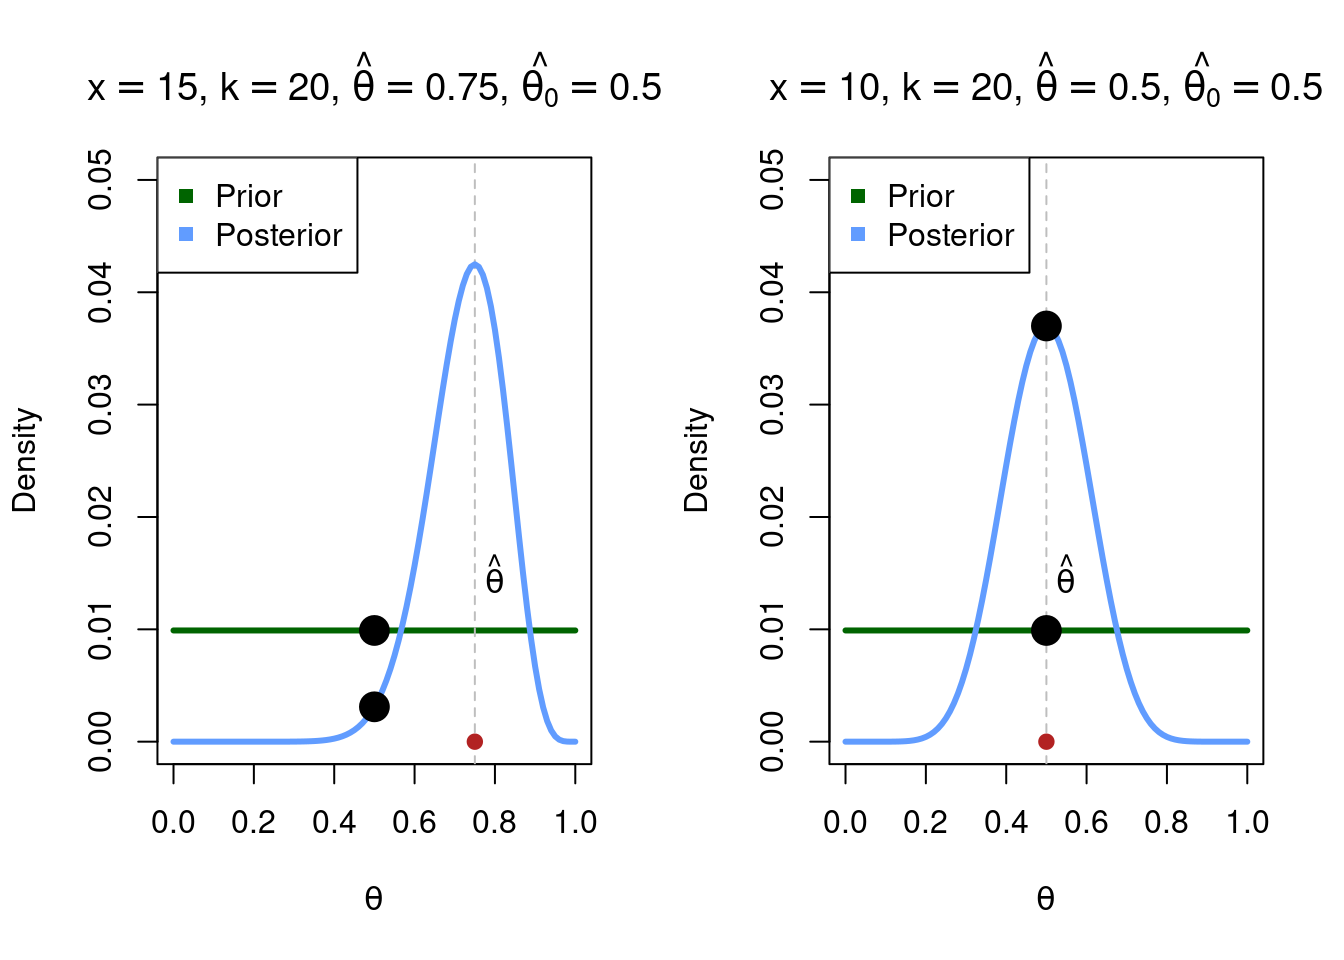 x = 15, k = 20, θ̂ = 0.75, θ̂₀ = 0.5
Prior
Posterior
0.05
0.04
0.03
0.02
0.01
0.00
Density
θ̂
0.0 0.2 0.4 0.6 0.8 1.0
θ
x = 10, k = 20, θ̂ = 0.5, θ̂₀ = 0.5
Prior
Posterior
0.05
0.04
0.03
0.02
0.01
0.00
Density
θ̂
0.0 0.2 0.4 0.6 0.8 1.0
θ